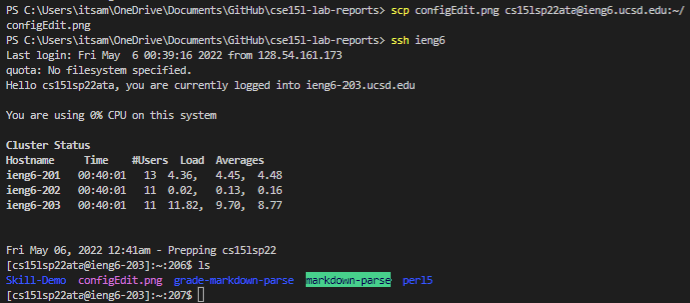 PS C:\Users\itsam\OneDrive\Documents\GitHub\cse15l-lab-reports> scp configEdit.png cs15lsp22ata@ieng6.ucsd.edu:~/
configEdit.png
PS C:\Users\itsam\OneDrive\Documents\GitHub\cse15l-lab-reports> ssh ieng6
Last login: Fri May  6 00:39:16 2022 from 128.54.161.173
quota: No filesystem specified.
Hello cs15lsp22ata, you are currently logged into ieng6-203.ucsd.edu
You are using 0% CPU on this system
Cluster Status
Hostname     Time    #Users  Load  Averages
ieng6-201   00:40:01   13  4.36,   4.45,  4.48
ieng6-202   00:40:01   11  0.02,   0.13,  0.16
ieng6-203   00:40:01   11  11.82,  9.70,  8.77
Fri May 06, 2022 12:41am - Prepping cs15lsp22
[cs15lsp22ata@ieng6-203]:~:206$ ls
Skill-Demo  configEdit.png  grade-markdown-parse  markdown-parse  perl5
[cs15lsp22ata@ieng6-203]:~:207$